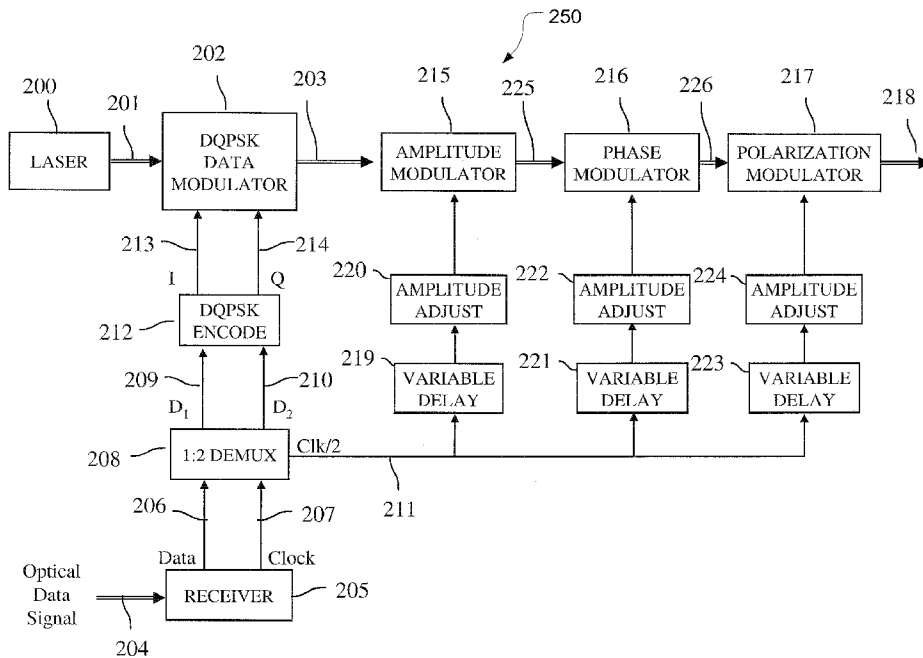 250
202
215
216
217
200
201
203
225
226
218
LASER
DQPSK
DATA
MODULATOR
AMPLITUDE
MODULATOR
PHASE
MODULATOR
POLARIZATION
MODULATOR
213
214
220
222
224
I
Q
AMPLITUDE
ADJUST
AMPLITUDE
ADJUST
AMPLITUDE
ADJUST
212
DQPSK
ENCODE
219
221
223
209
210
VARIABLE
DELAY
VARIABLE
DELAY
VARIABLE
DELAY
D1
D2
208
1:2 DEMUX
Clk/2
211
206
207
Data
Clock
Optical
Data
Signal
RECEIVER
205
204